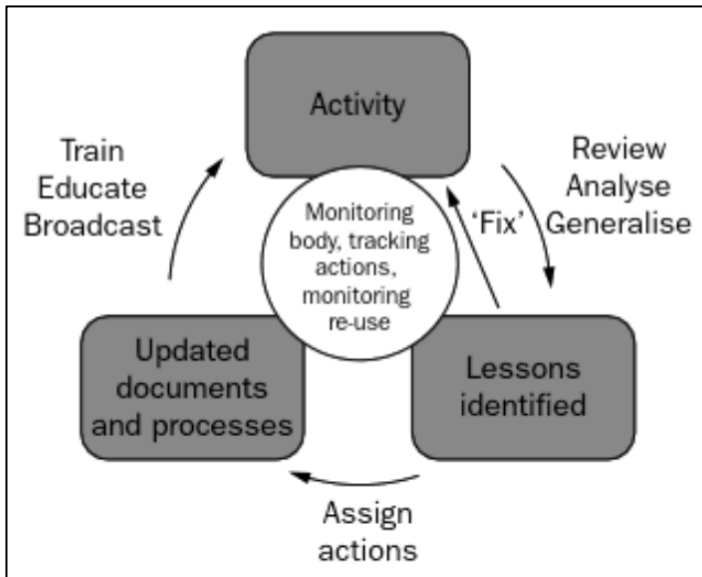 Activity
Train
Educate
Broadcast
Review
Analyse
Generalise
‘Fix’
Monitoring
body, tracking
actions,
monitoring
re-use
Updated
documents
and processes
Lessons
identified
Assign
actions